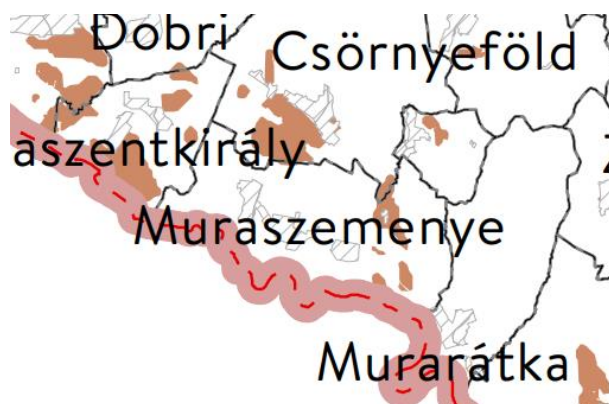 Dobri
Csörnyeföld
aszentkirály
Muraszemenye
Murarátka